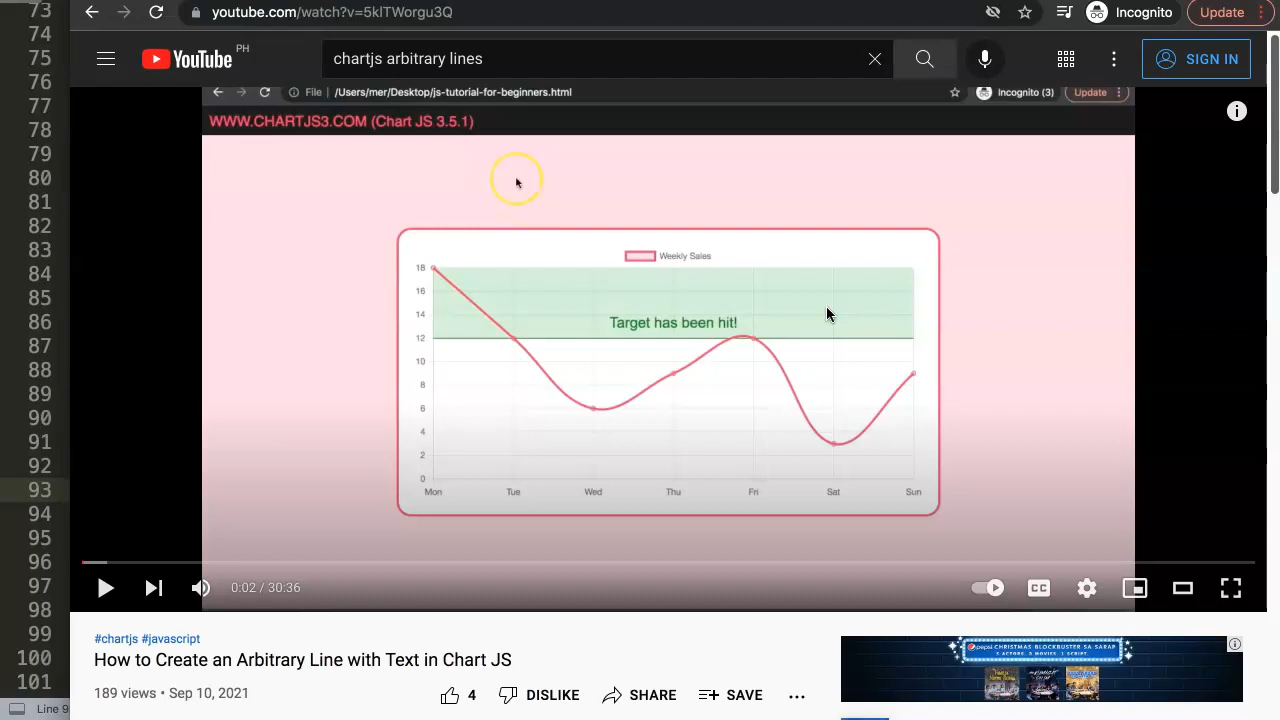 73
74
75
76
77
78
79
80
81
82
83
84
85
86
87
88
89
90
91
92
93
94
95
96
97
98
99
100
101
Line 9
youtube.com/watch?v=5klTWorgu3Q
Incognito
Update
YouTube PH
chartjs arbitrary lines
SIGN IN
File /Users/mer/Desktop/js-tutorial-for-beginners.html
Incognito (3)
Update
WWW.CHARTJS3.COM (Chart JS 3.5.1)
Weekly Sales
18
16
14
Target has been hit!
12
10
8
6
4
2
0
Mon Tue Wed Thu Fri Sat Sun
0:02 / 30:36
CC
#chartjs #javascript
How to Create an Arbitrary Line with Text in Chart JS
189 views • Sep 10, 2021
4 DISLIKE SHARE SAVE
pepsi CHRISTMAS BLOCKBUSTER SA SARAP